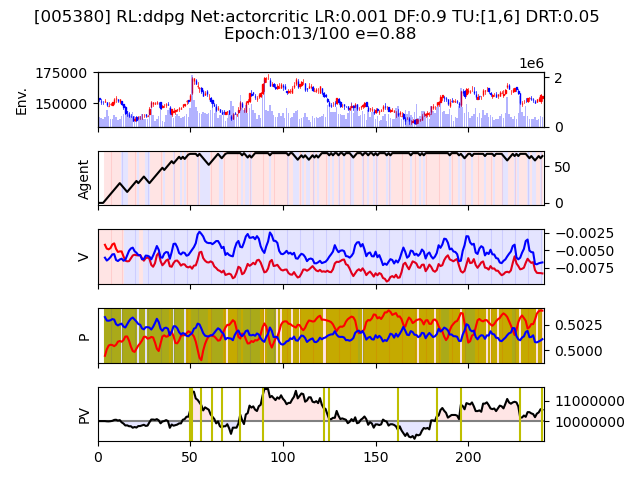 [005380] RL:ddpg Net:actorcritic LR:0.001 DF:0.9 TU:[1,6] DRT:0.05
Epoch:013/100 e=0.88
1e6
Env.
175000
150000
2
0
Agent
50
0
V
−0.0025
−0.0050
−0.0075
P
0.5025
0.5000
PV
11000000
10000000
0 50 100 150 200